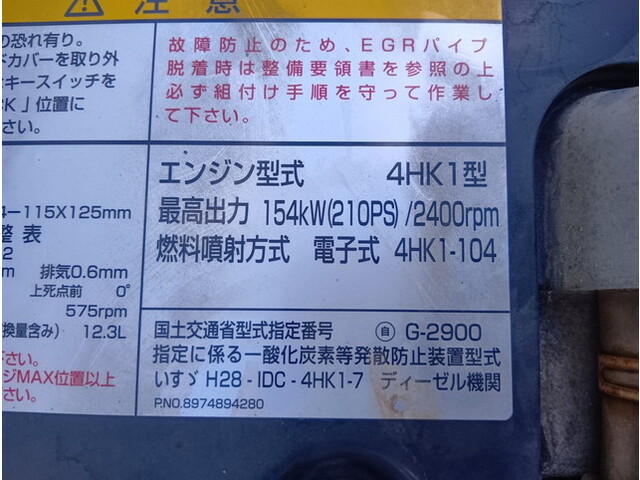 注 意
の恐れ有り。
ドカバーを取り外
ンキースイッチを
CK」位置に
さい。
故障防止のため、EGRパイプ
脱着時は整備要領書を参照の上
必ず組付け手順を守って作業し
て下さい。
エンジン型式 4HK1型
最高出力 154kW(210PS)/2400rpm
燃料噴射方式 電子式 4HK1-104
4-115X125mm
整 表
2
m 排気0.6mm
上死点前 0°
575rpm
換量含み) 12.3L
下さい。
ジMAX位置以上
さい。
国土交通省型式指定番号 自 G-2900
指定に係る一酸化炭素等発散防止装置型式
いすゞ H28-IDC-4HK1-7 ディーゼル機関
P.NO.8974894280